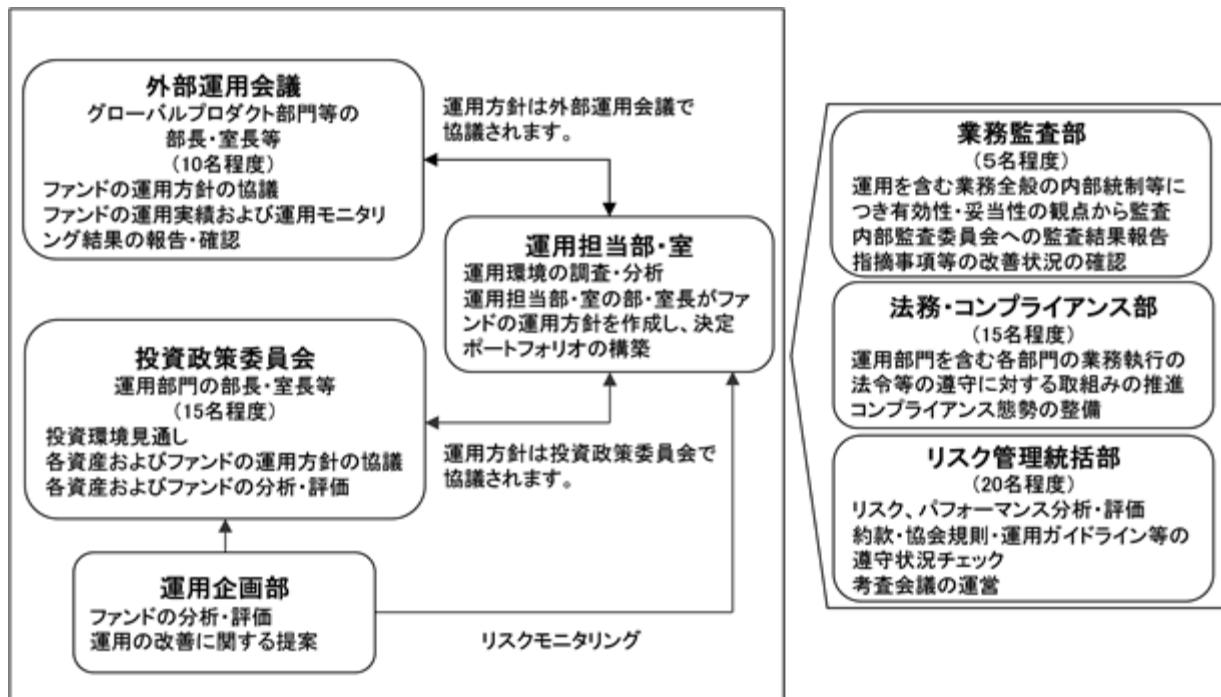 外部運用会議
グローバルプロダクト部門等の
部長・室長等
(10名程度)
ファンドの運用方針の協議
ファンドの運用実績および運用モニタリ
ング結果の報告・確認
運用方針は外部運用会議で
協議されます。
運用担当部・室
運用環境の調査・分析
運用担当部・室の部・室長がファ
ンドの運用方針を作成し、決定
ポートフォリオの構築
投資政策委員会
運用部門の部長・室長等
(15名程度)
投資環境見通し
各資産およびファンドの運用方針の協議
各資産およびファンドの分析・評価
運用方針は投資政策委員会で
協議されます。
運用企画部
ファンドの分析・評価
運用の改善に関する提案
リスクモニタリング
業務監査部
(5名程度)
運用を含む業務全般の内部統制等に
つき有効性・妥当性の観点から監査
内部監査委員会への監査結果報告
指摘事項等の改善状況の確認
法務・コンプライアンス部
(15名程度)
運用部門を含む各部門の業務執行の
法令等の遵守に対する取組みの推進
コンプライアンス態勢の整備
リスク管理統括部
(20名程度)
リスク、パフォーマンス分析・評価
約款・協会規則・運用ガイドライン等の
遵守状況チェック
考査会議の運営